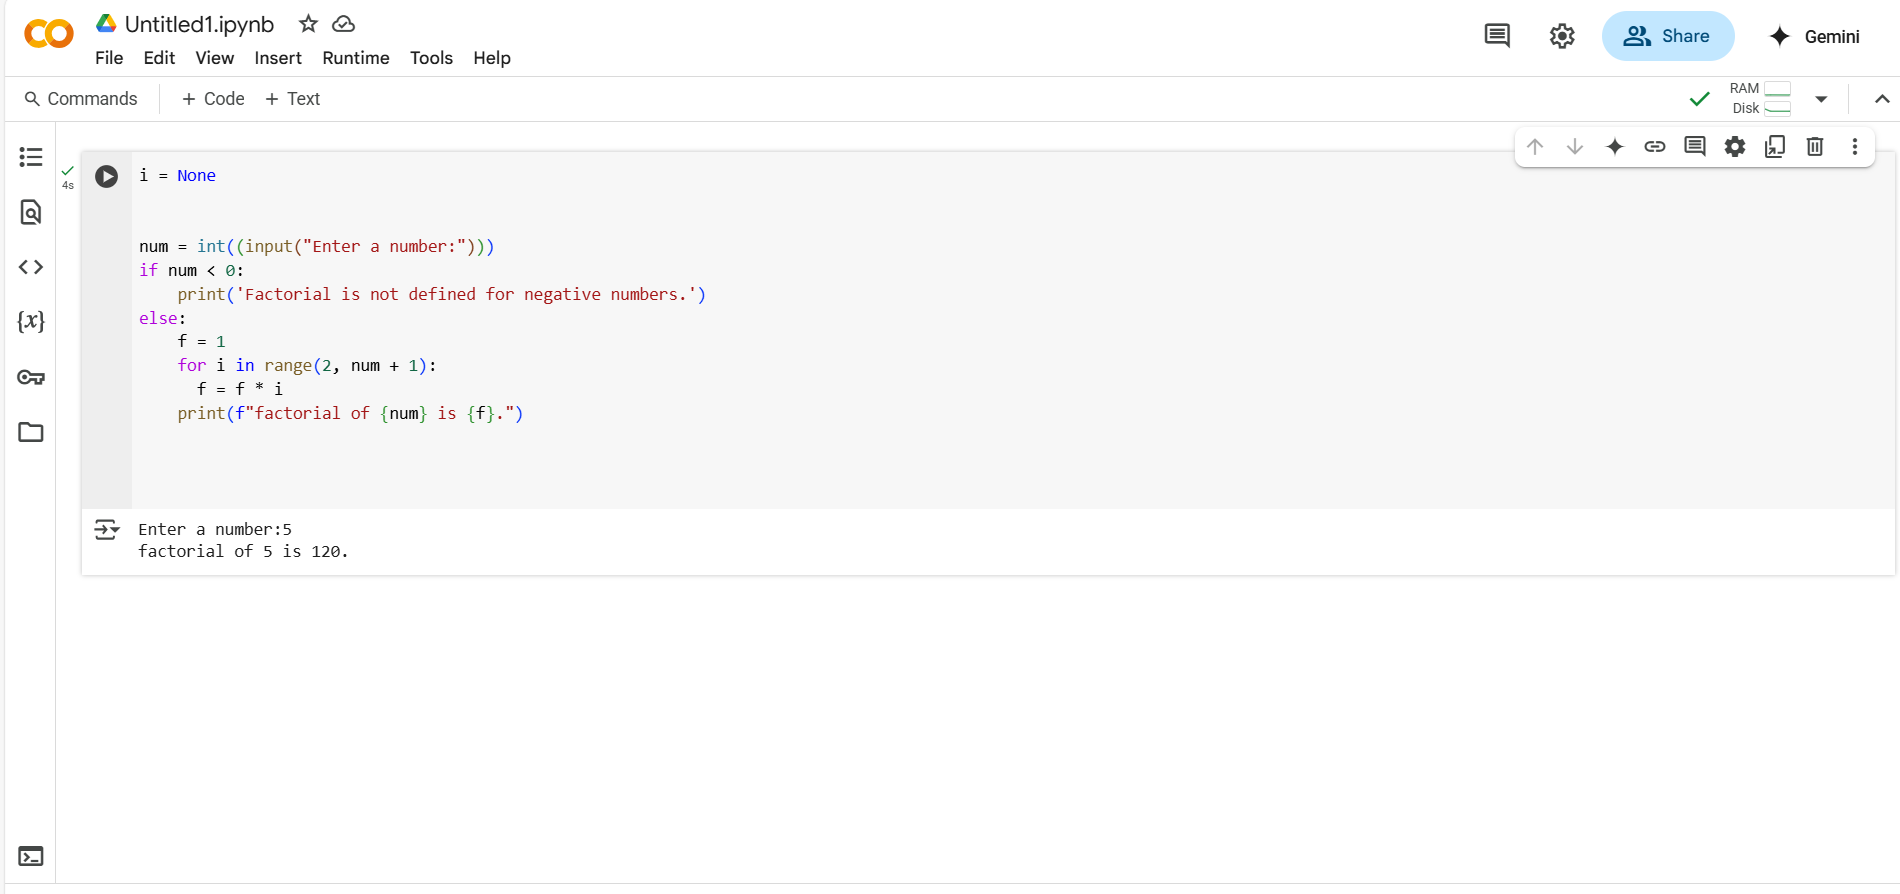 Untitled1.ipynb
File Edit View Insert Runtime Tools Help
Share
Gemini
Commands + Code + Text
RAM
Disk
4s
i = None
num = int((input("Enter a number:")))
if num < 0:
    print('Factorial is not defined for negative numbers.')
else:
    f = 1
    for i in range(2, num + 1):
      f = f * i
    print(f"factorial of {num} is {f}.")
Enter a number:5
factorial of 5 is 120.